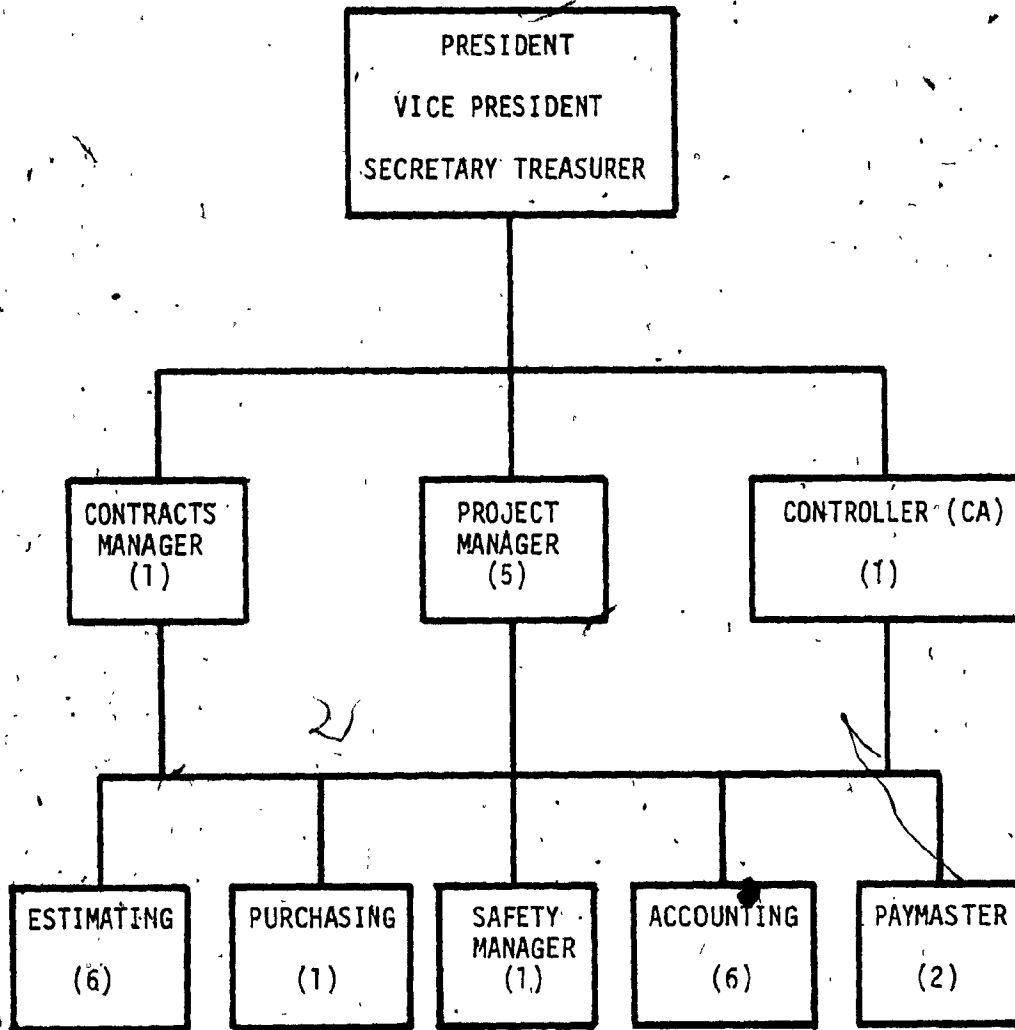 PRESIDENT
VICE PRESIDENT
SECRETARY TREASURER
CONTRACTS
MANAGER
(1)
PROJECT
MANAGER
(5)
CONTROLLER (CA)
(1)
ESTIMATING
(6)
PURCHASING
(1)
SAFETY
MANAGER
(1)
ACCOUNTING
(6)
PAYMASTER
(2)